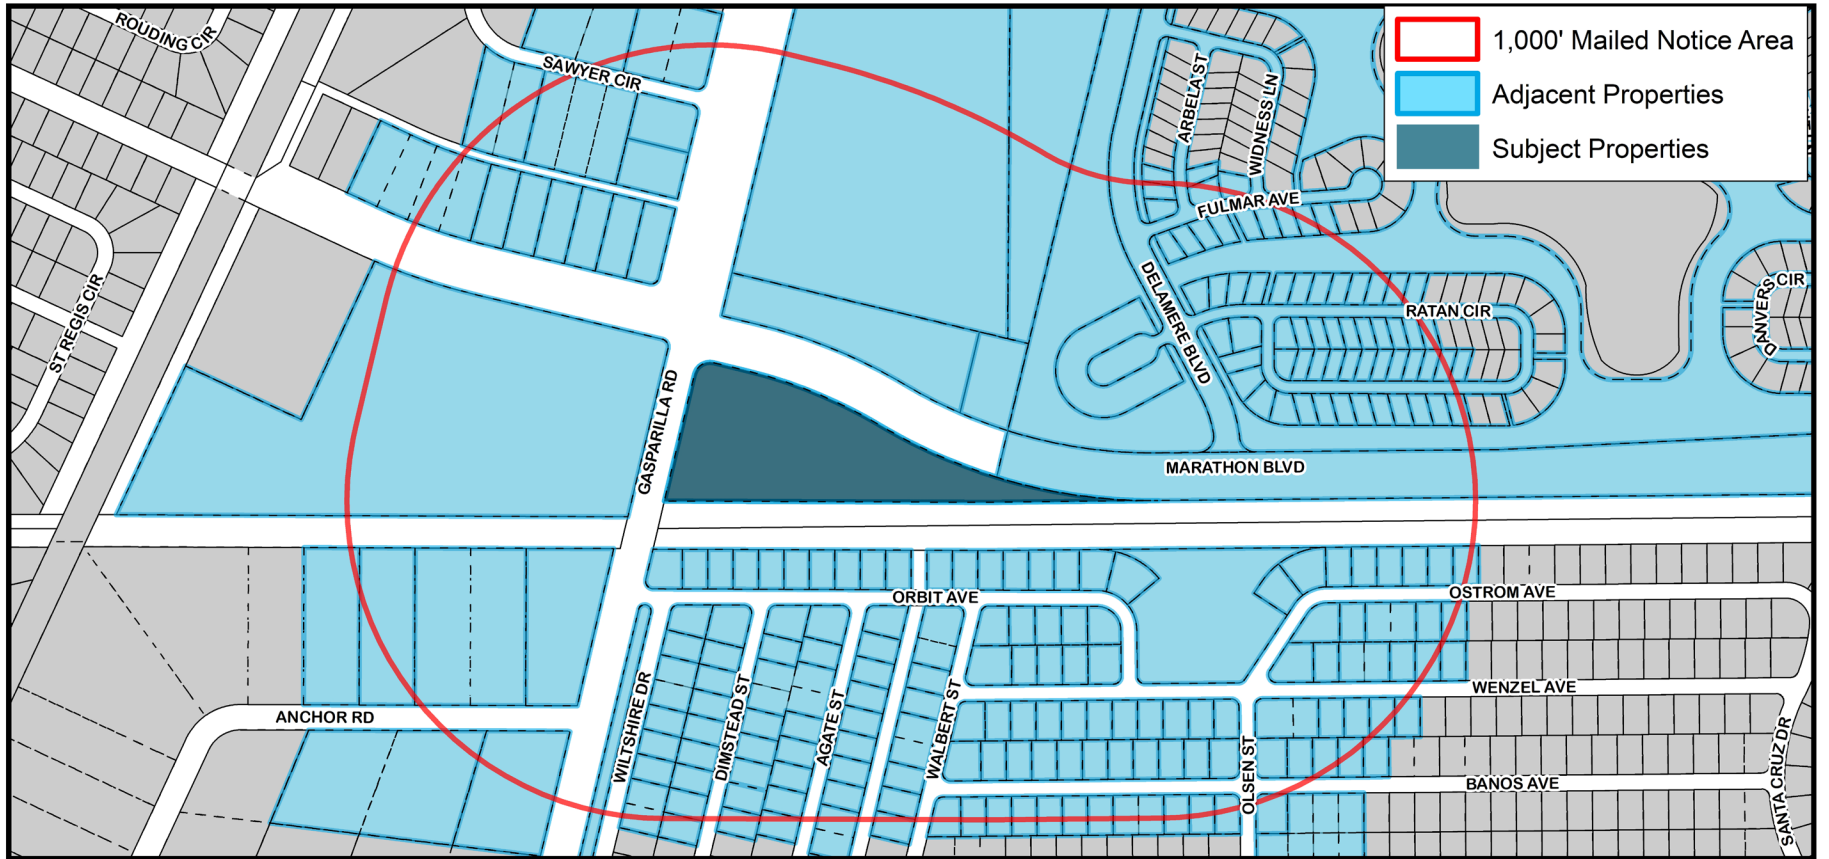 ROUDING CIR
SAWYER CIR
ARBELA ST
WIDNESS LN
1,000' Mailed Notice Area
Adjacent Properties
Subject Properties
FULMAR AVE
ST REGIS CIR
DELAMERE BLVD
RATAN CIR
DANVERS CIR
GASPARILLA RD
MARATHON BLVD
ORBIT AVE
OSTROM AVE
WENZEL AVE
ANCHOR RD
WILTSHIRE DR
DIMSTEAD ST
AGATE ST
WALBERT ST
OLSEN ST
BANOS AVE
SANTA CRUZ DR